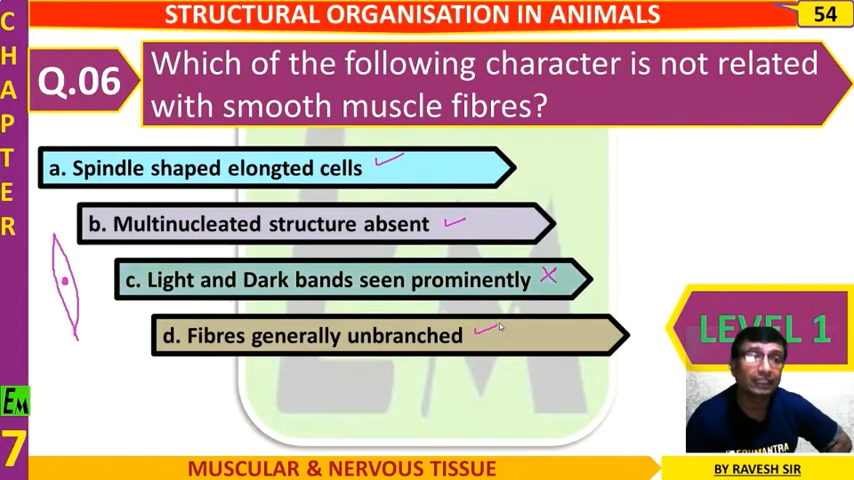 STRUCTURAL ORGANISATION IN ANIMALS
54
CHAPTER
Q.06
Which of the following character is not related
with smooth muscle fibres?
a. Spindle shaped elongted cells
b. Multinucleated structure absent
c. Light and Dark bands seen prominently
d. Fibres generally unbranched
LEVEL 1
EM
7
MUSCULAR & NERVOUS TISSUE
BY RAVESH SIR